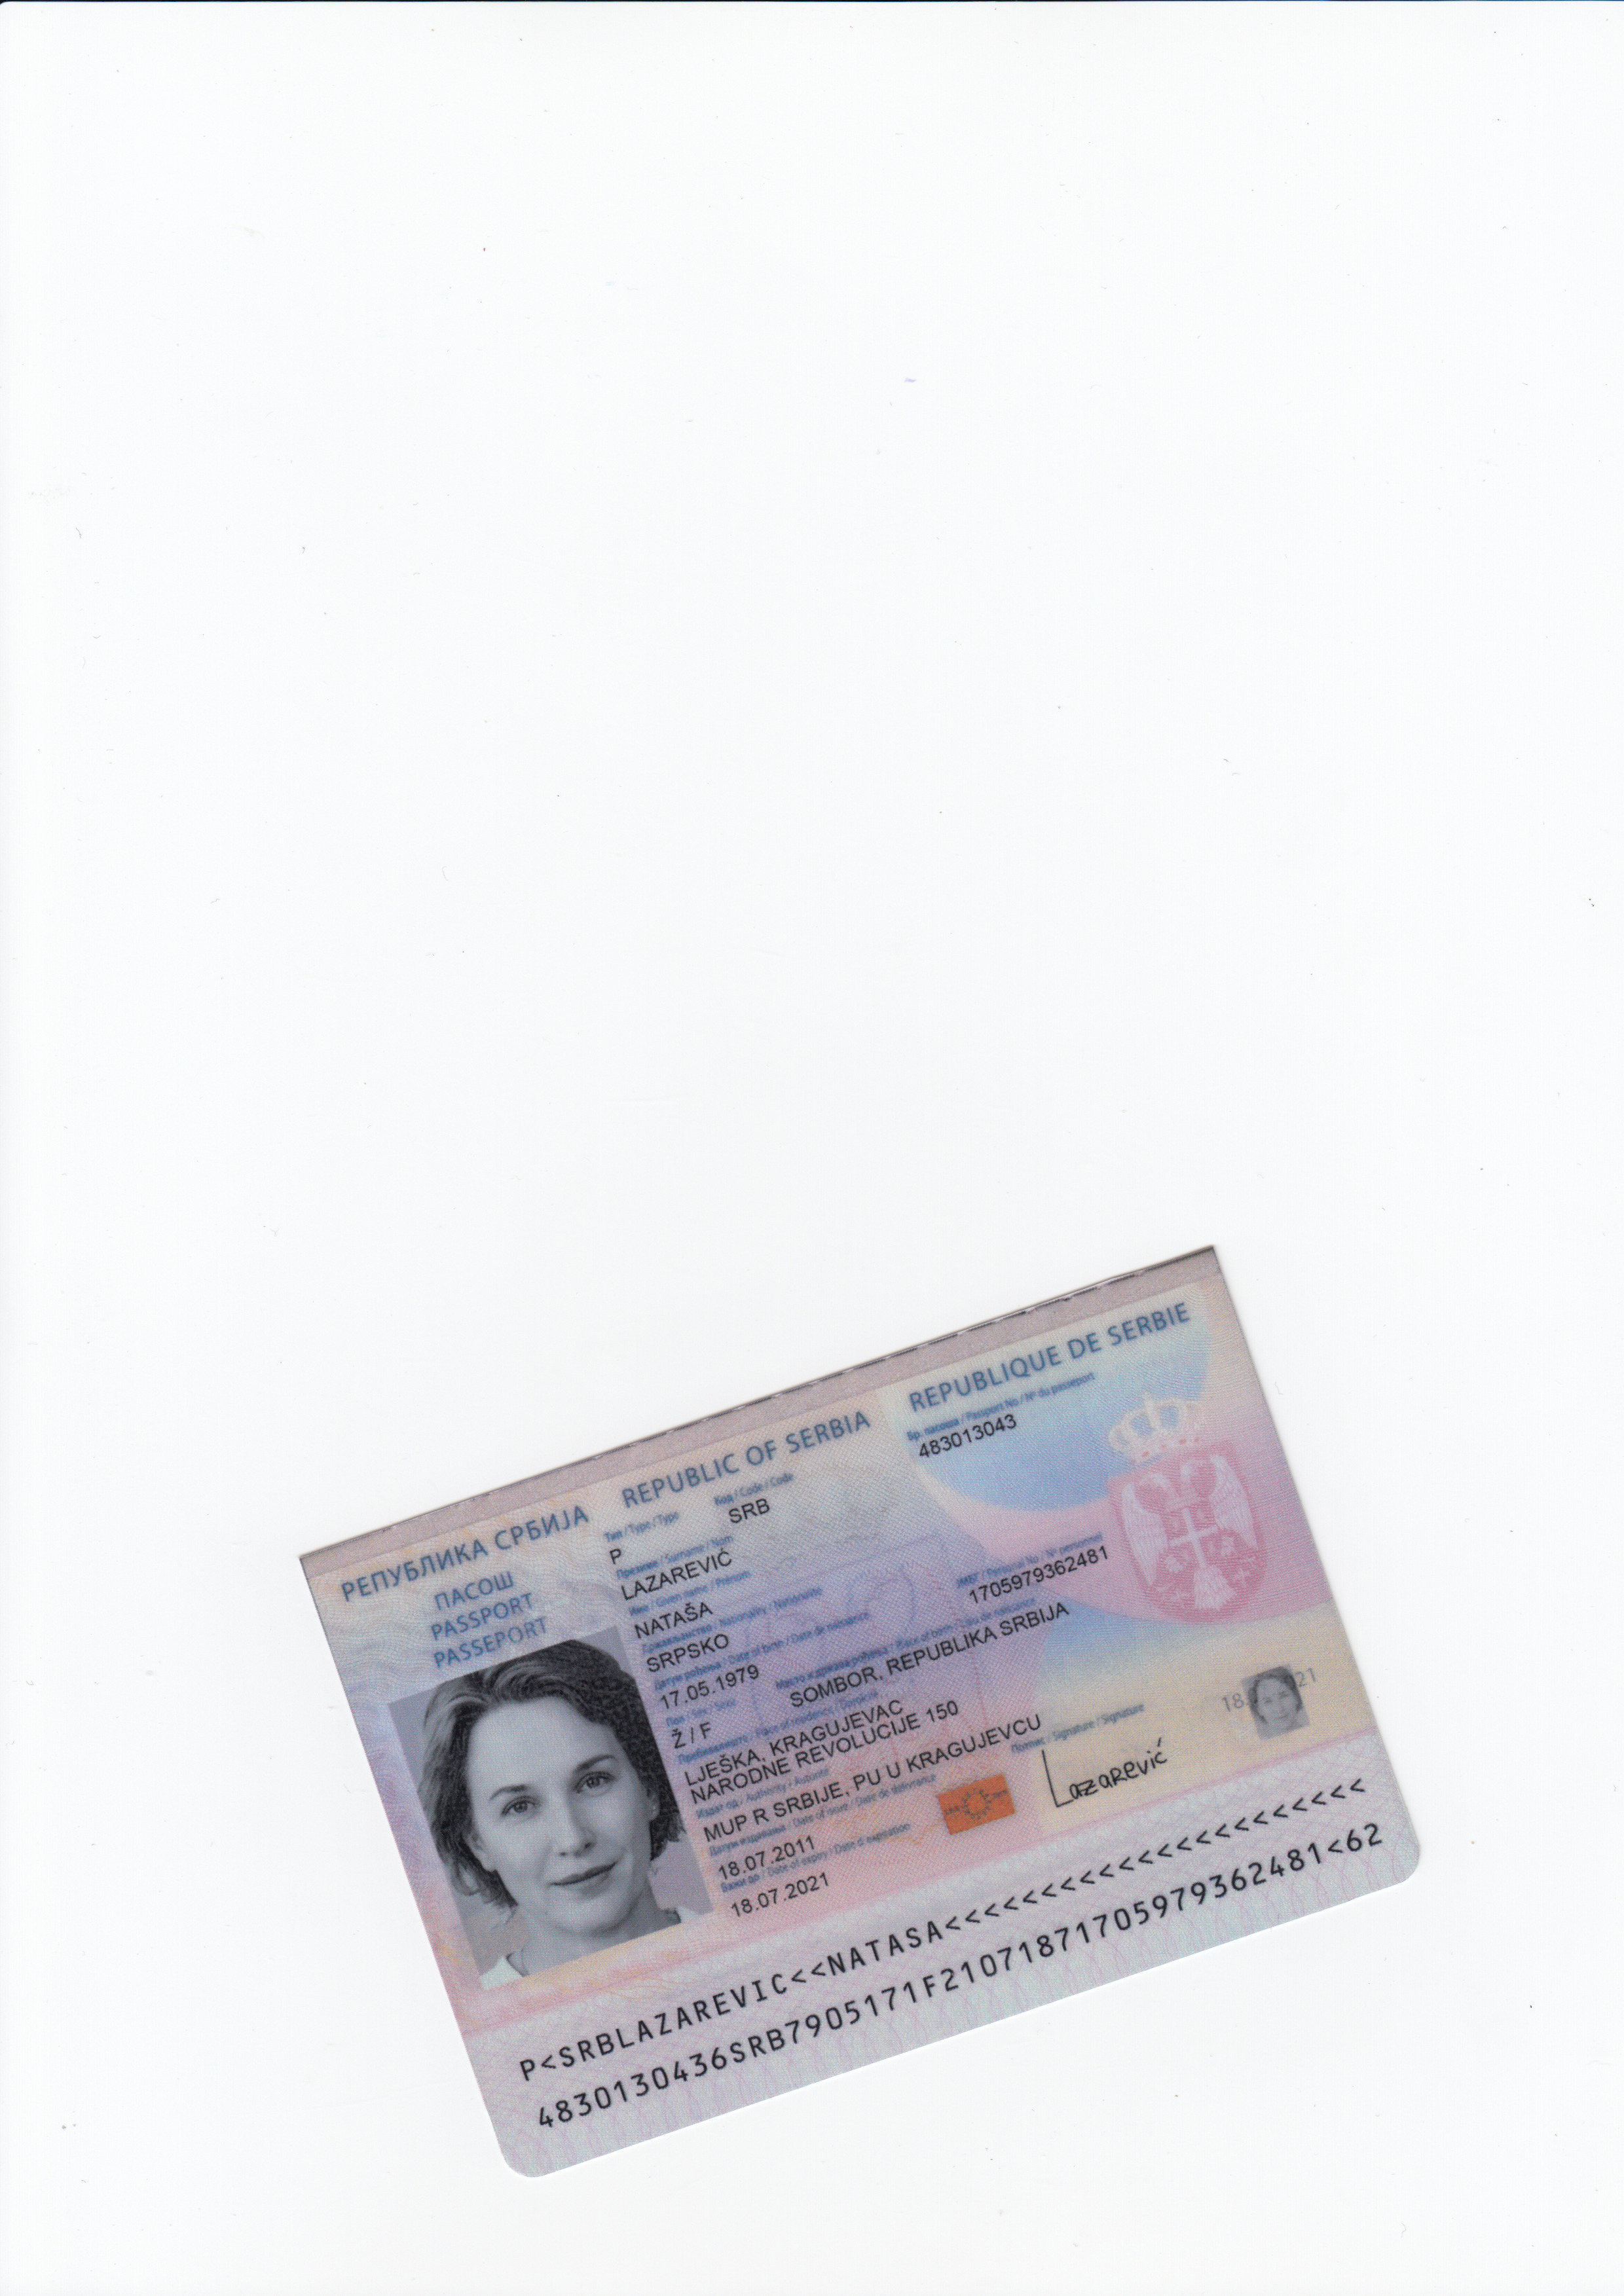 РЕПУБЛИКА СРБИЈА REPUBLIC OF SERBIA REPUBLIQUE DE SERBIE
ПАСОШ
PASSPORT
PASSEPORT
Тип / Type / Type Код / Code / Code Бр. пасоша / Passport No / Nº du passeport
P SRB 483013043
Презиме / Surname / Nom
LAZAREVIĆ
Име / Given name / Prénom
NATAŠA
Држављанство / Nationality / Nationalité
SRPSKO
Датум рођења / Date of birth / Date de naissance ЈМБГ / Personal No / Nº personnel
17.05.1979 1705979362481
Пол / Sex / Sexe Место и држава рођења / Place of birth / Lieu de naissance
Ž / F SOMBOR, REPUBLIKA SRBIJA
Пребивалиште / Place of residency / Domicile
LJEŠKA, KRAGUJEVAC
NARODNE REVOLUCIJE 150
Издат од / Authority / Autorité
MUP R SRBIJE, PU U KRAGUJEVCU
Датум издавања / Date of issue / Date de délivrance Потпис / Signature / Signature
18.07.2011 Lazarević
Важи до / Date of expiry / Date d'expiration
18.07.2021
18. 21
P<SRBLAZAREVIC<<NATASA<<<<<<<<<<<<<<<<<<<<<<
4830130436SRB7905171F21071871705979362481<62